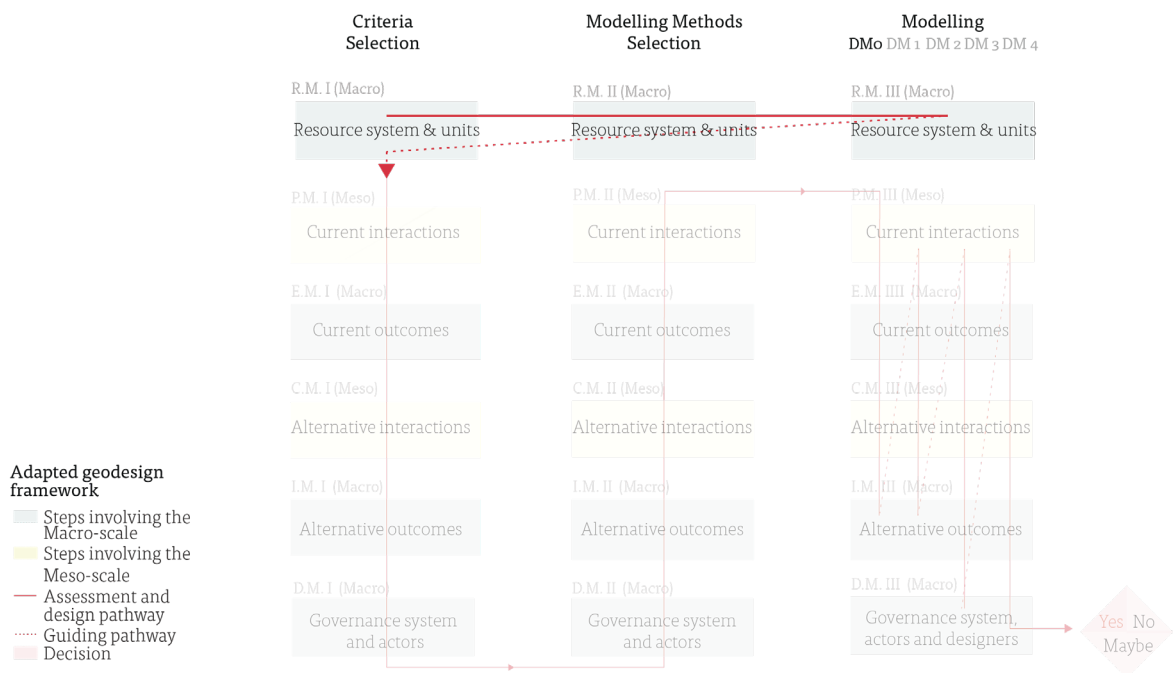 Criteria
Selection
Modelling Methods
Selection
Modelling
DM0 DM 1 DM 2 DM 3 DM 4
R.M. I (Macro)
Resource system & units
R.M. II (Macro)
Resource system & units
R.M. III (Macro)
Resource system & units
P.M. I (Meso)
Current interactions
P.M. II (Meso)
Current interactions
P.M. III (Meso)
Current interactions
E.M. I (Macro)
Current outcomes
E.M. II (Macro)
Current outcomes
E.M. IIII (Macro)
Current outcomes
C.M. I (Meso)
Alternative interactions
C.M. II (Meso)
Alternative interactions
C.M. III (Meso)
Alternative interactions
I.M. I (Macro)
Alternative outcomes
I.M. II (Macro)
Alternative outcomes
I.M. III (Macro)
Alternative outcomes
D.M. I (Macro)
Governance system
and actors
D.M. II (Macro)
Governance system
and actors
D.M. III (Macro)
Governance system,
actors and designers
Yes No
Maybe
Adapted geodesign
framework
Steps involving the
Macro-scale
Steps involving the
Meso-scale
Assessment and
design pathway
Guiding pathway
Decision